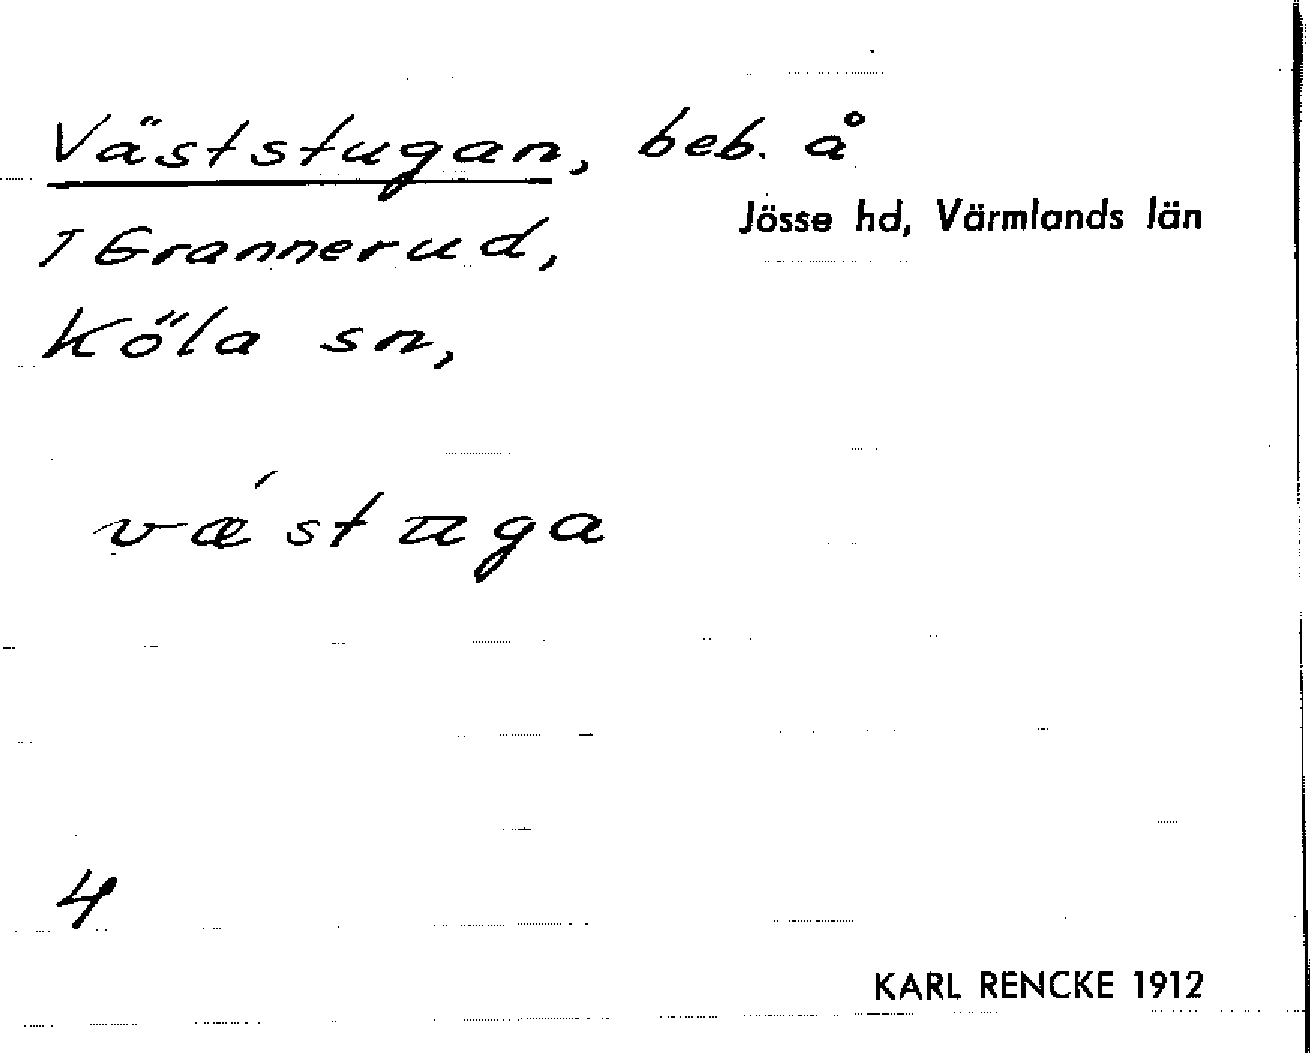 Väststugan, beb. å
Jösse hd, Värmlands län
1 Grannerud,
Köla sn,
vǽstuga
4
KARL RENCKE 1912